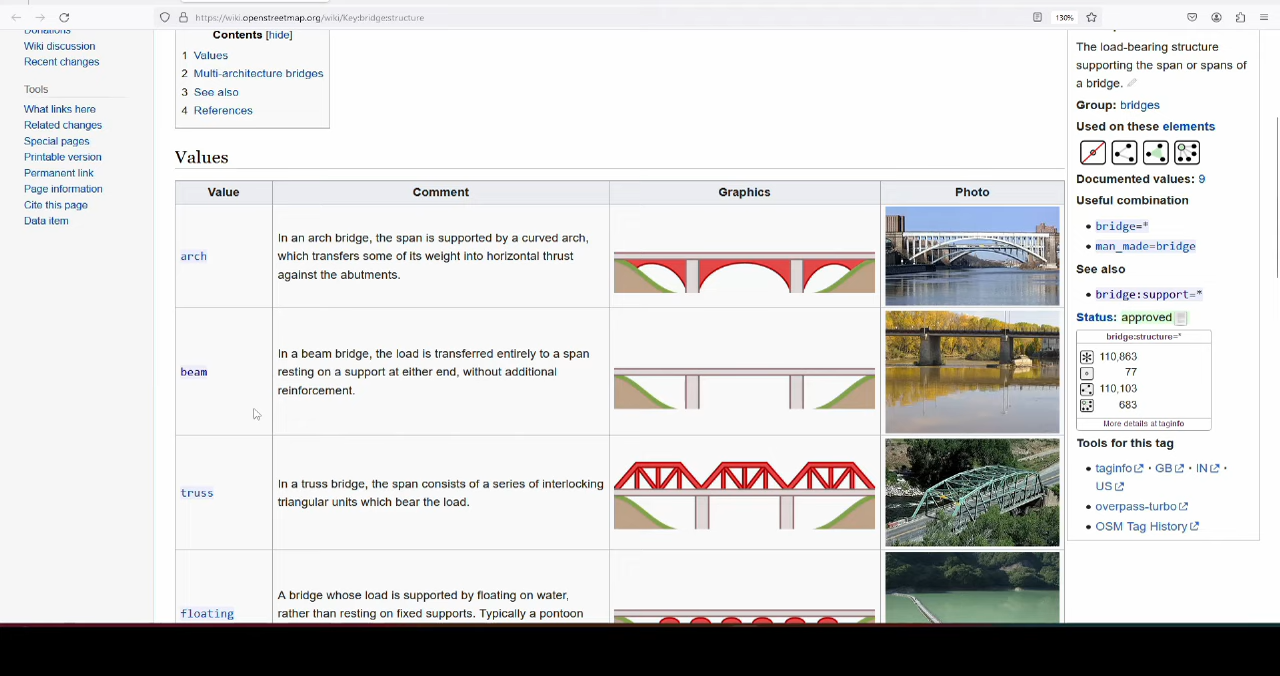 https://wiki.openstreetmap.org/wiki/Key:bridge:structure
130%
Donations
Wiki discussion
Recent changes
Tools
What links here
Related changes
Special pages
Printable version
Permanent link
Page information
Cite this page
Data item
Contents [hide]
1 Values
2 Multi-architecture bridges
3 See also
4 References
Values
Value Comment Graphics Photo
arch
In an arch bridge, the span is supported by a curved arch,
which transfers some of its weight into horizontal thrust
against the abutments.
beam
In a beam bridge, the load is transferred entirely to a span
resting on a support at either end, without additional
reinforcement.
truss
In a truss bridge, the span consists of a series of interlocking
triangular units which bear the load.
floating
A bridge whose load is supported by floating on water,
rather than resting on fixed supports. Typically a pontoon
The load-bearing structure
supporting the span or spans of
a bridge.
Group: bridges
Used on these elements
Documented values: 9
Useful combination
• bridge=*
• man_made=bridge
See also
• bridge:support=*
Status: approved
bridge:structure=*
110,863
77
110,103
683
More details at taginfo
Tools for this tag
• taginfo · GB · IN ·
US
• overpass-turbo
• OSM Tag History